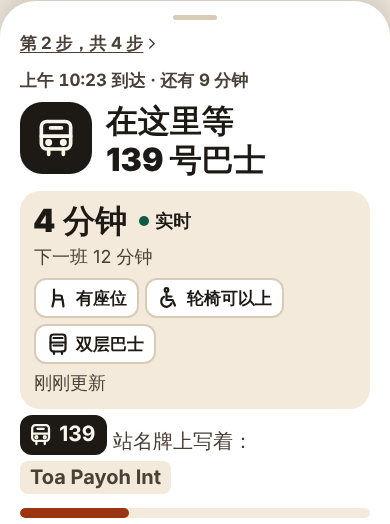 第 2 步，共 4 步
上午 10:23 到达 · 还有 9 分钟
在这里等
139 号巴士
4 分钟 实时
下一班 12 分钟
有座位 轮椅可以上
双层巴士
刚刚更新
139 站名牌上写着：
Toa Payoh Int